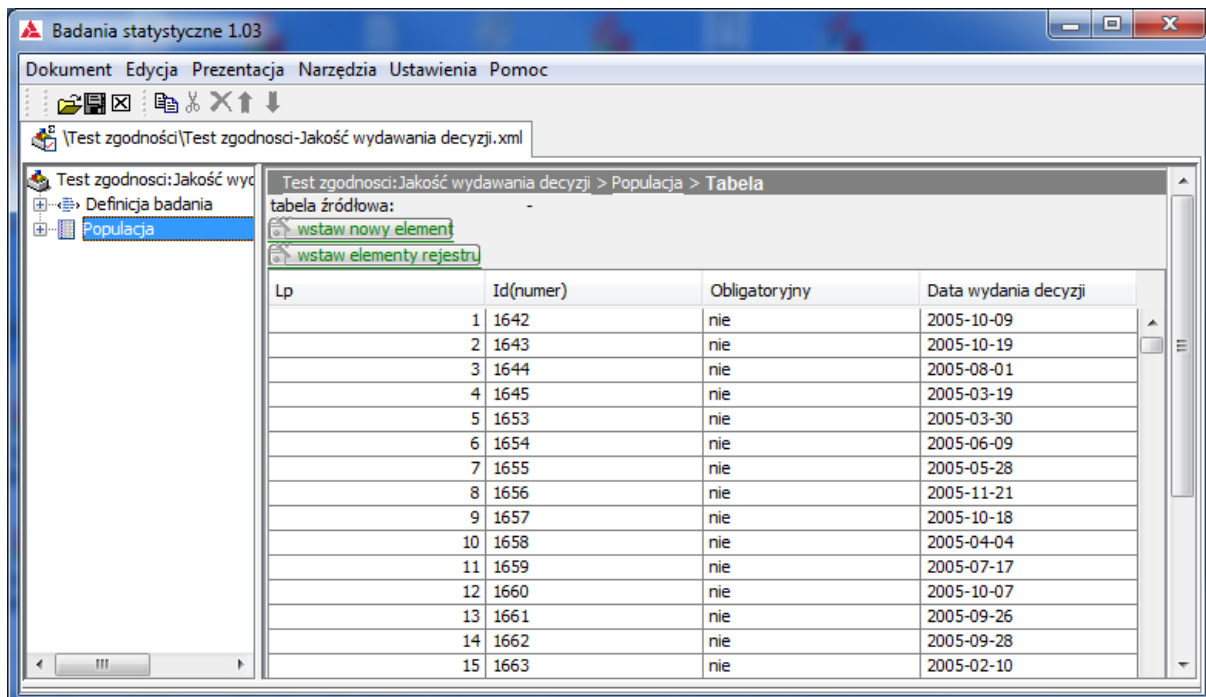 Badania statystyczne 1.03
Dokument Edycja Prezentacja Narzędzia Ustawienia Pomoc
\Test zgodności\Test zgodnosci-Jakość wydawania decyzji.xml
Test zgodnosci:Jakość wyd
Definicja badania
Populacja
Test zgodnosci:Jakość wydawania decyzji > Populacja > Tabela
tabela źródłowa: -
wstaw nowy element
wstaw elementy rejestru
Lp Id(numer) Obligatoryjny Data wydania decyzji
1 1642 nie 2005-10-09
2 1643 nie 2005-10-19
3 1644 nie 2005-08-01
4 1645 nie 2005-03-19
5 1653 nie 2005-03-30
6 1654 nie 2005-06-09
7 1655 nie 2005-05-28
8 1656 nie 2005-11-21
9 1657 nie 2005-10-18
10 1658 nie 2005-04-04
11 1659 nie 2005-07-17
12 1660 nie 2005-10-07
13 1661 nie 2005-09-26
14 1662 nie 2005-09-28
15 1663 nie 2005-02-10